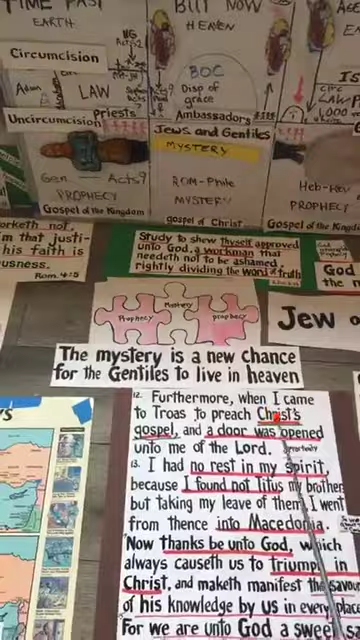 TIME PAST
EARTH
BUT NOW
HEAVEN
Circumcision
Adam
LAW
BOC
Disp of
grace
Uncircumcision
Priests
Ambassadors
Jews and Gentiles
MYSTERY
Gen
Acts9
PROPHECY
Gospel of the Kingdom
ROM-Phile
MYSTERY
gospel of Christ
Heb-Rev
PROPHECY
Gospel of the Kingdom
worketh not,
him that justi-
his faith is
ousness.
Rom. 4:5
Study to shew thyself approved
unto God, a workman that
needeth not to be ashamed,
rightly dividing the word of truth
God
the m
Prophecy
Mystery
prophecy
Jew o
The mystery is a new chance
for the Gentiles to live in heaven
12. Furthermore, when I came
to Troas to preach Christ's
gospel, and a door was opened
unto me of the Lord.
13. I had no rest in my spirit,
because I found not Titus my brother
but taking my leave of them, I went
from thence into Macedonia.
Now thanks be unto God, which
always causeth us to triumph in
Christ, and maketh manifest the savou
of his knowledge by us in every place
For we are unto God a sweet